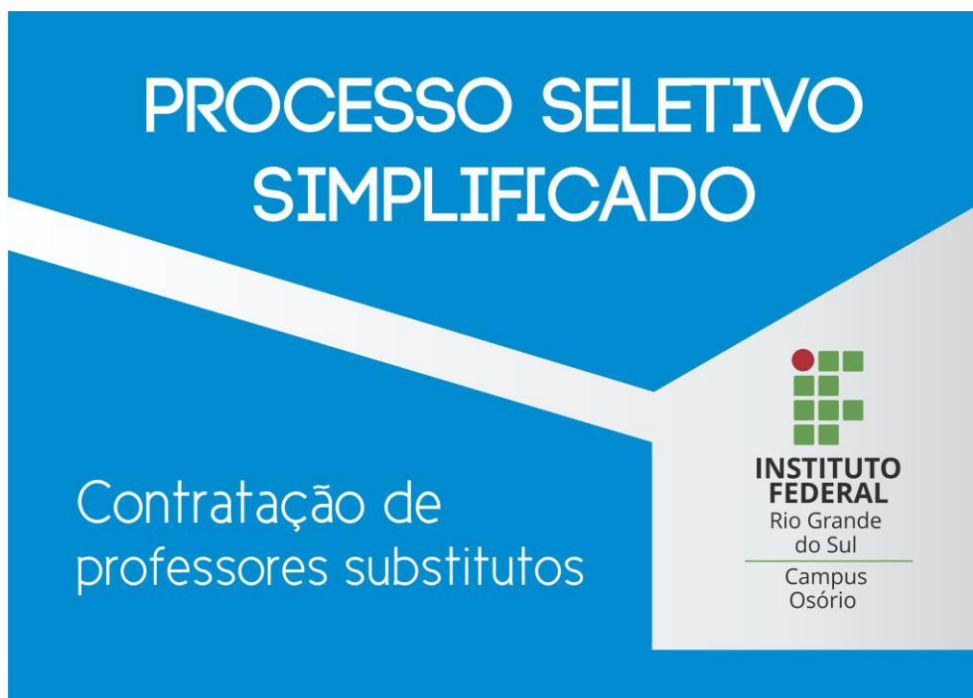 PROCESSO SELETIVO
SIMPLIFICADO
Contratação de
professores substitutos
INSTITUTO
FEDERAL
Rio Grande
do Sul
Campus
Osório